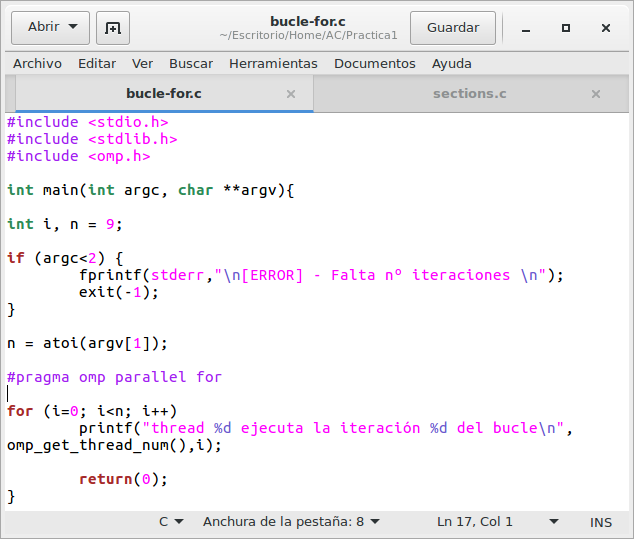 Abrir
bucle-for.c
~/Escritorio/Home/AC/Practica1
Guardar
Archivo Editar Ver Buscar Herramientas Documentos Ayuda
bucle-for.c
sections.c
#include <stdio.h>
#include <stdlib.h>
#include <omp.h>
int main(int argc, char **argv){
int i, n = 9;
if (argc<2) {
fprintf(stderr,"\n[ERROR] - Falta nº iteraciones \n");
exit(-1);
}
n = atoi(argv[1]);
#pragma omp parallel for
for (i=0; i<n; i++)
printf("thread %d ejecuta la iteración %d del bucle\n",
omp_get_thread_num(),i);
return(0);
}
C Anchura de la pestaña: 8 Ln 17, Col 1 INS